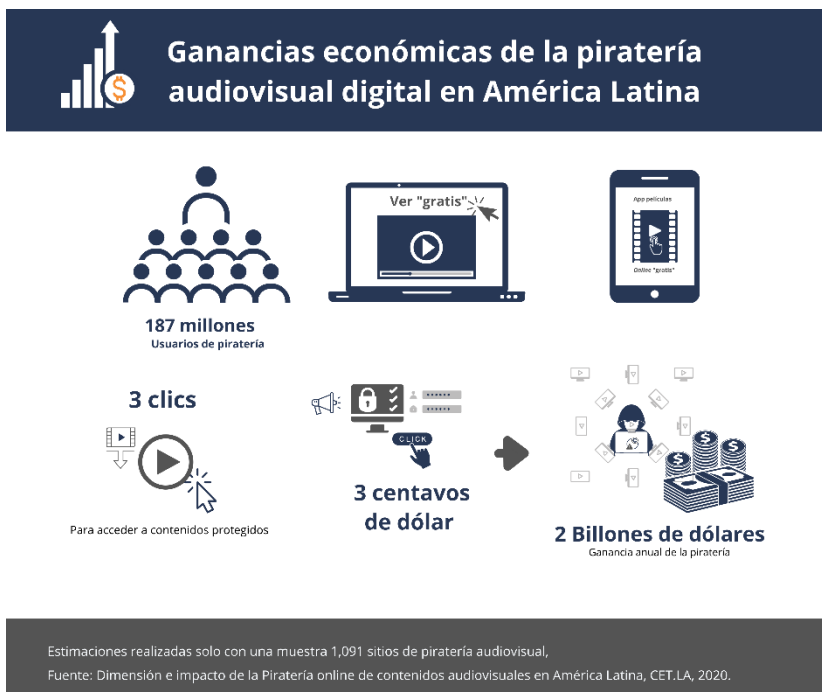 Ganancias económicas de la piratería
audiovisual digital en América Latina
$
Ver "gratis"
App peliculas
Online "gratis"
187 millones
Usuarios de piratería
3 clics
Para acceder a contenidos protegidos
CLICK
3 centavos
de dólar
$ $ $
2 Billones de dólares
Ganancia anual de la piratería
Estimaciones realizadas solo con una muestra 1,091 sitios de piratería audiovisual,
Fuente: Dimensión e impacto de la Piratería online de contenidos audiovisuales en América Latina, CET.LA, 2020.